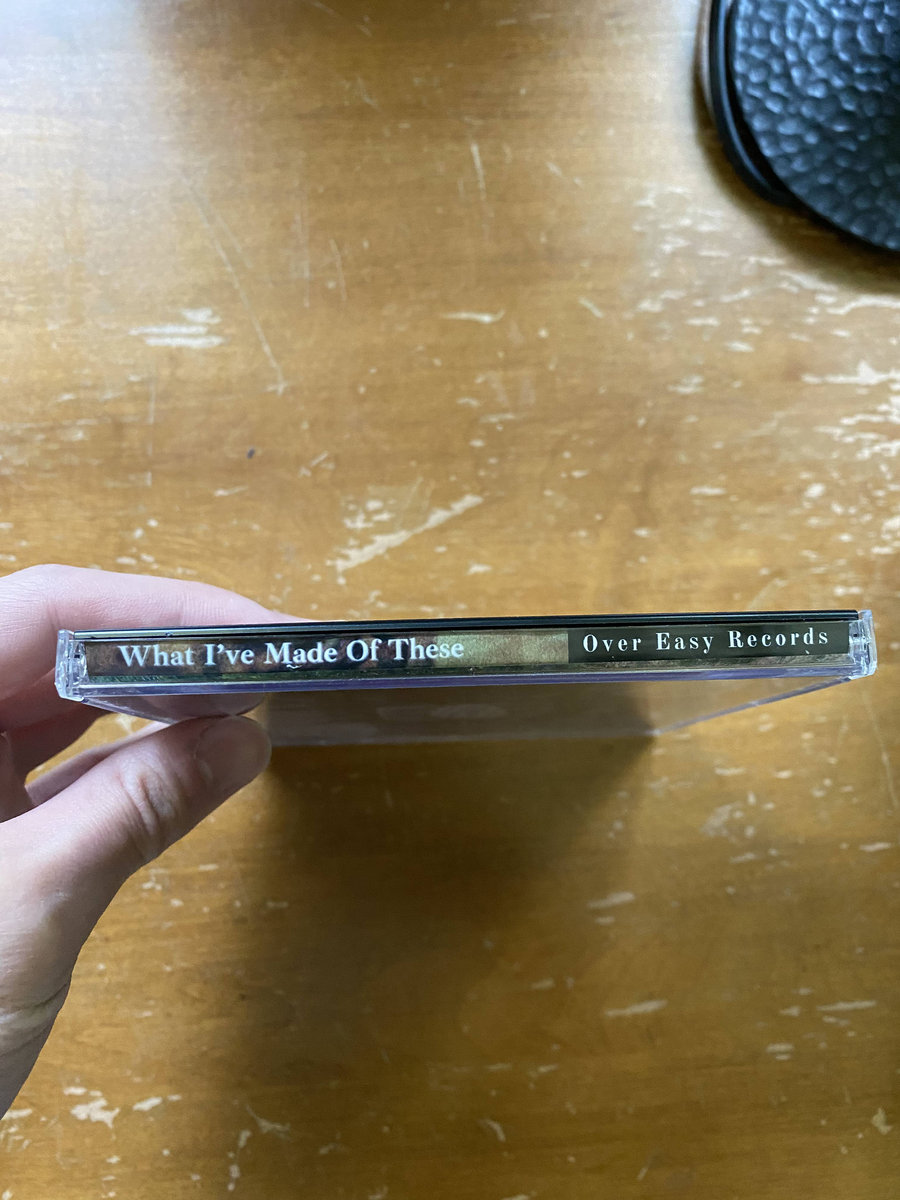 What I've Made Of These
Over Easy Records